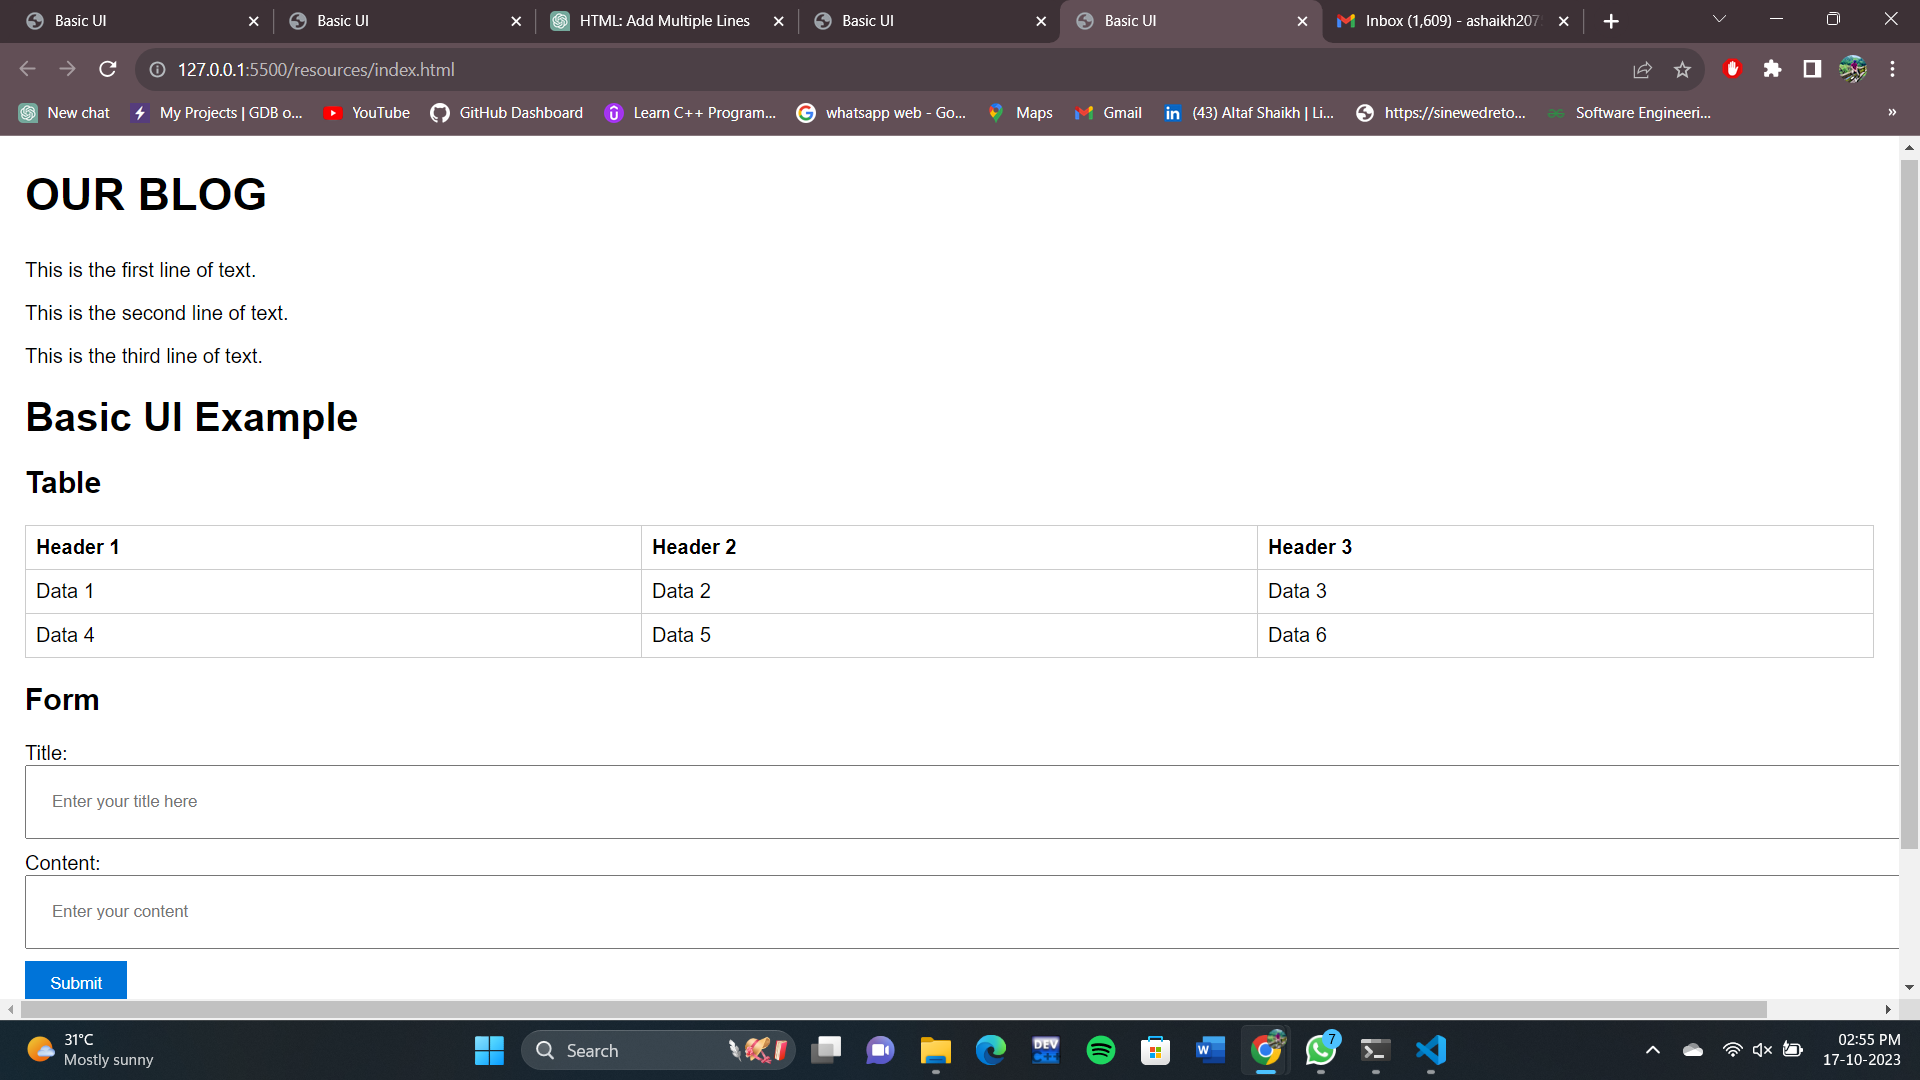 Basic UI
Basic UI
HTML: Add Multiple Lines
Basic UI
Basic UI
Inbox (1,609) - ashaikh207
127.0.0.1:5500/resources/index.html
New chat
My Projects | GDB o...
YouTube
GitHub Dashboard
Learn C++ Program...
whatsapp web - Go...
Maps
Gmail
(43) Altaf Shaikh | Li...
https://sinewedreto...
Software Engineeri...
»
OUR BLOG
This is the first line of text.
This is the second line of text.
This is the third line of text.
Basic UI Example
Table
Header 1 Header 2 Header 3
Data 1 Data 2 Data 3
Data 4 Data 5 Data 6
Form
Title:
Enter your title here
Content:
Enter your content
Submit
31°C
Mostly sunny
Search
DEV
C++
W
7
02:55 PM
17-10-2023